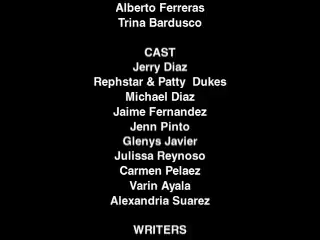 Alberto Ferreras
Trina Bardusco
CAST
Jerry Diaz
Rephstar & Patty Dukes
Michael Diaz
Jaime Fernandez
Jenn Pinto
Glenys Javier
Julissa Reynoso
Carmen Pelaez
Varin Ayala
Alexandria Suarez
WRITERS